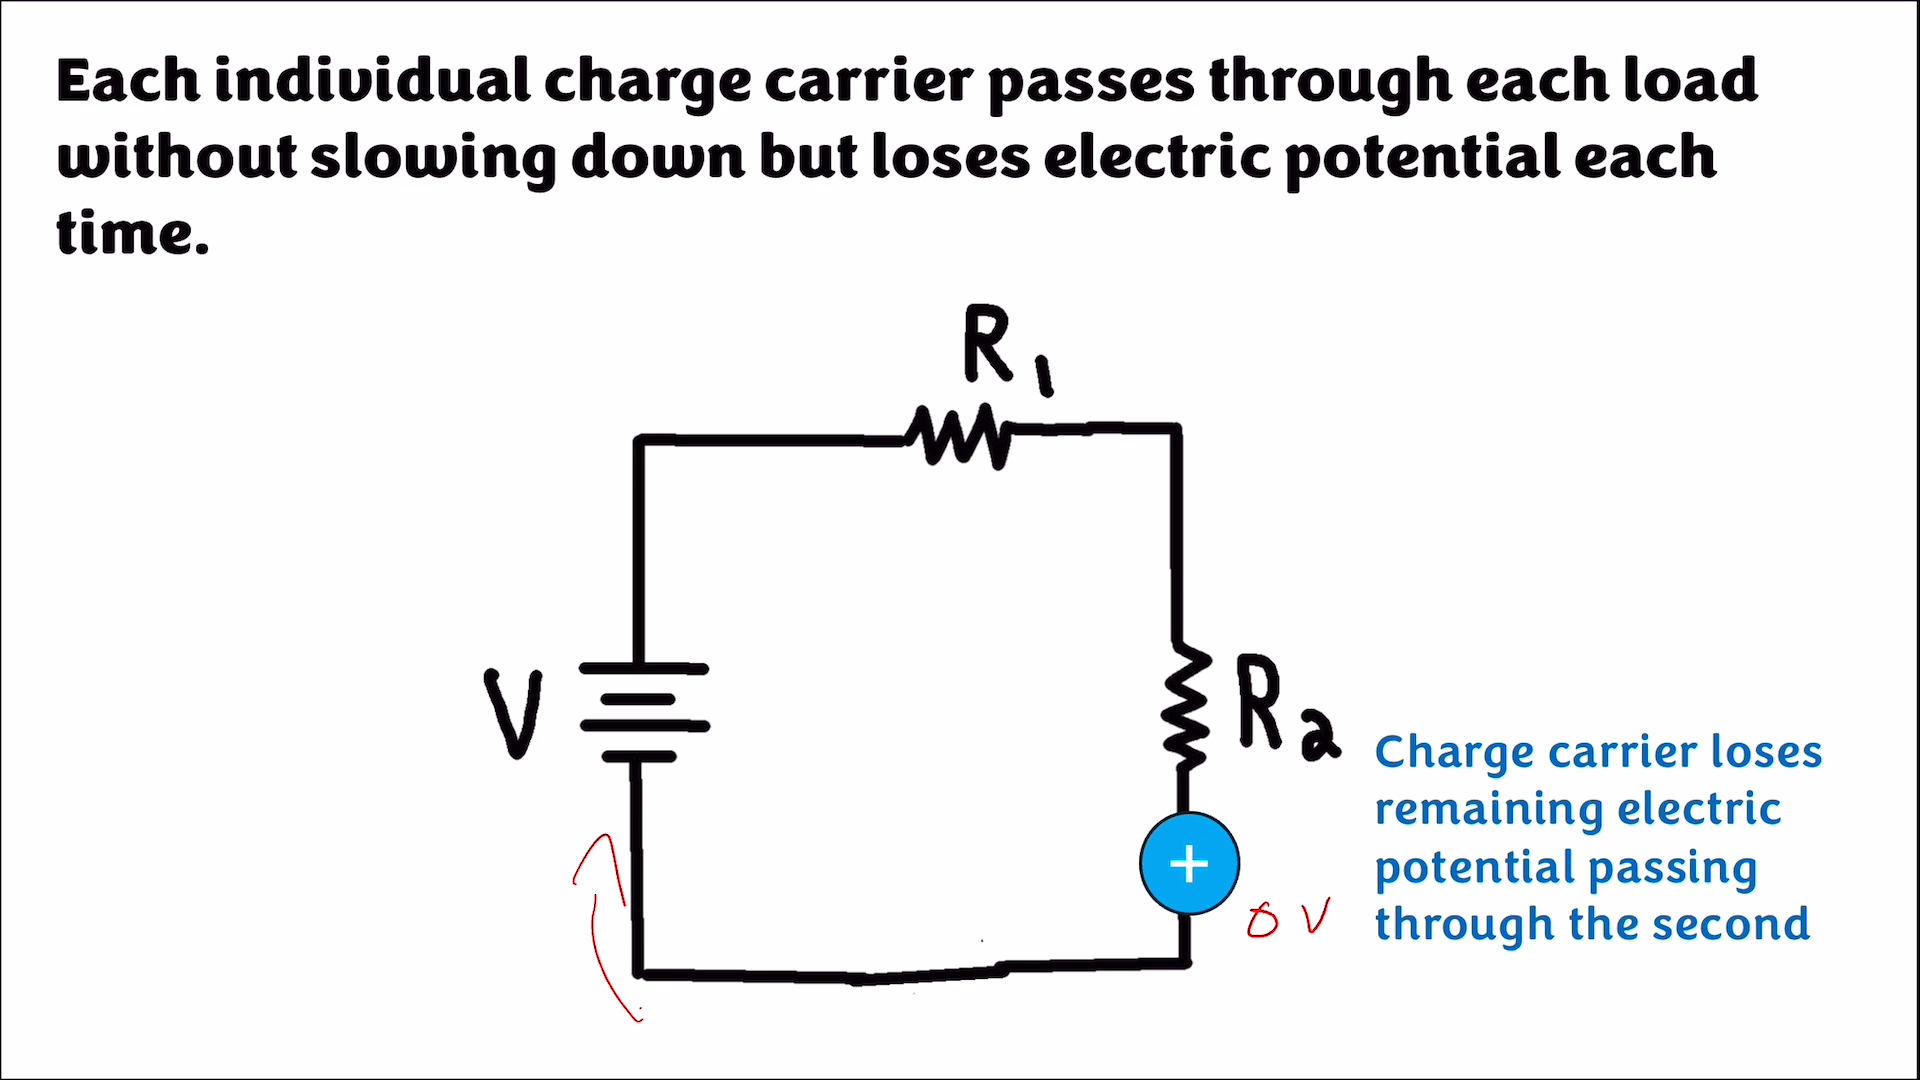 Each individual charge carrier passes through each load
without slowing down but loses electric potential each
time.
R1
V
R2
Charge carrier loses
remaining electric
potential passing
through the second
+
0 V